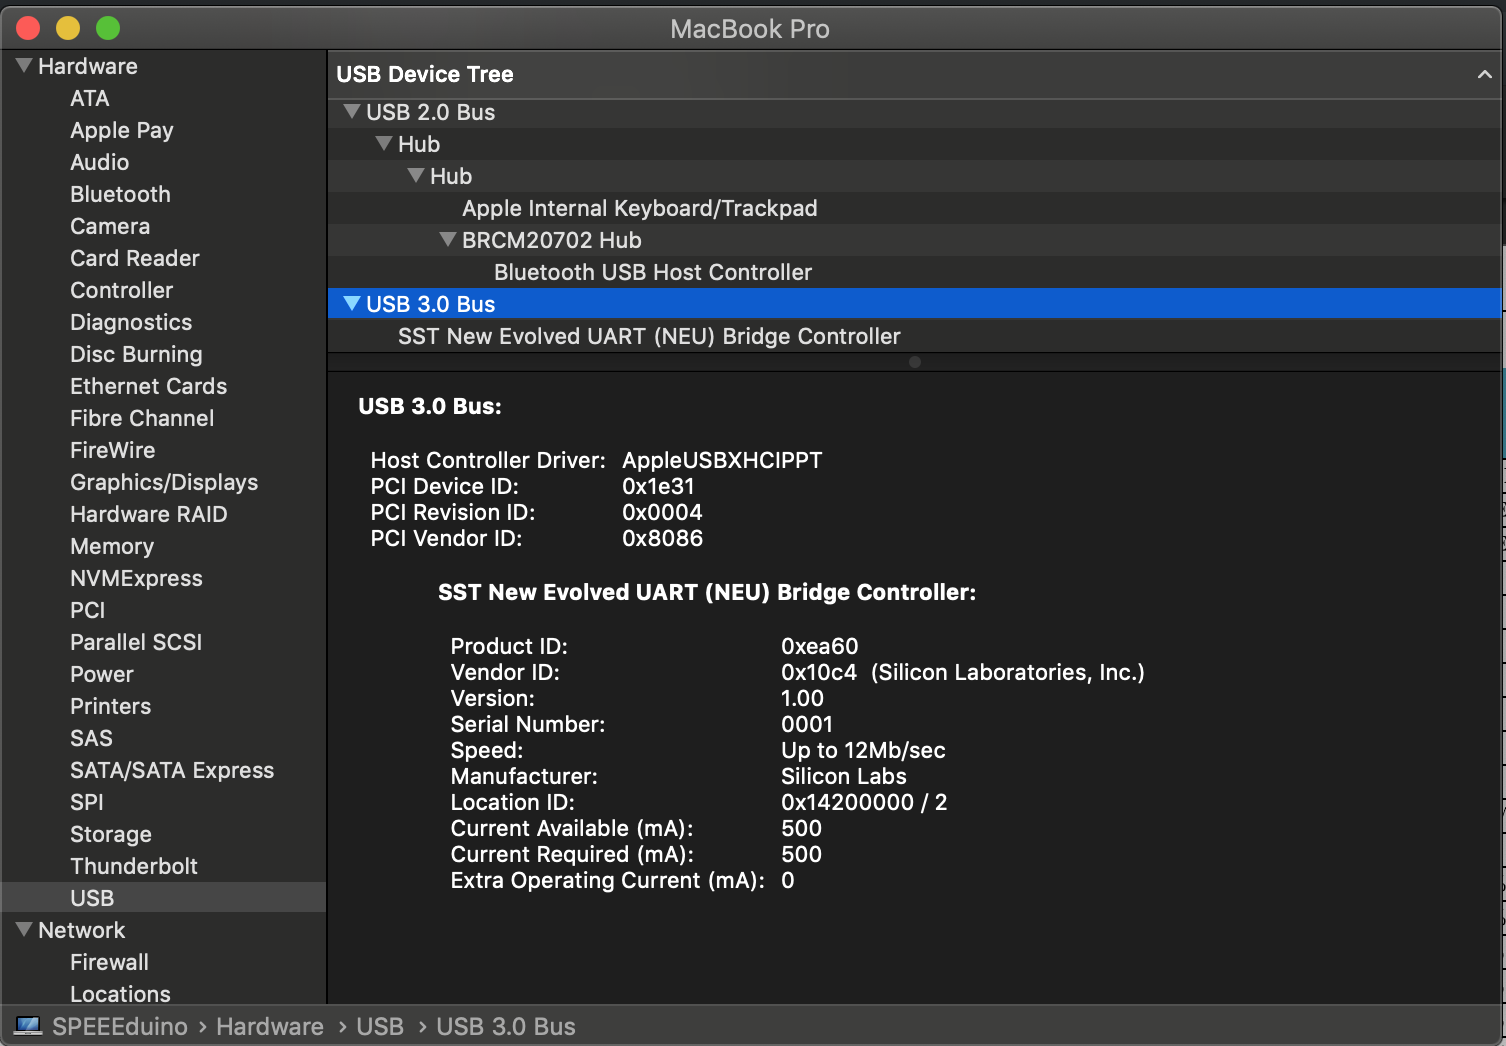 MacBook Pro
Hardware
ATA
Apple Pay
Audio
Bluetooth
Camera
Card Reader
Controller
Diagnostics
Disc Burning
Ethernet Cards
Fibre Channel
FireWire
Graphics/Displays
Hardware RAID
Memory
NVMExpress
PCI
Parallel SCSI
Power
Printers
SAS
SATA/SATA Express
SPI
Storage
Thunderbolt
USB
Network
Firewall
Locations
USB Device Tree
USB 2.0 Bus
Hub
Hub
Apple Internal Keyboard/Trackpad
BRCM20702 Hub
Bluetooth USB Host Controller
USB 3.0 Bus
SST New Evolved UART (NEU) Bridge Controller
USB 3.0 Bus:
Host Controller Driver: AppleUSBXHCIPPT
PCI Device ID: 0x1e31
PCI Revision ID: 0x0004
PCI Vendor ID: 0x8086
SST New Evolved UART (NEU) Bridge Controller:
Product ID: 0xea60
Vendor ID: 0x10c4 (Silicon Laboratories, Inc.)
Version: 1.00
Serial Number: 0001
Speed: Up to 12Mb/sec
Manufacturer: Silicon Labs
Location ID: 0x14200000 / 2
Current Available (mA): 500
Current Required (mA): 500
Extra Operating Current (mA): 0
SPEEEduino › Hardware › USB › USB 3.0 Bus